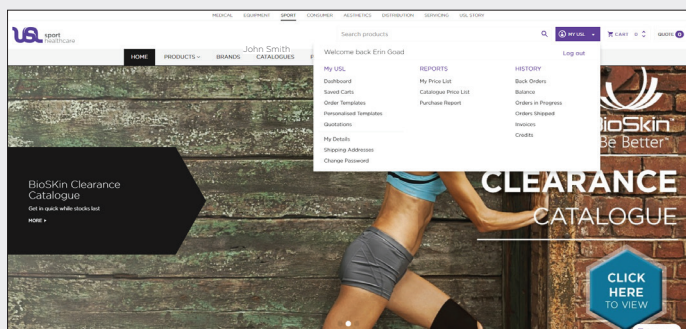 MEDICAL EQUIPMENT SPORT CONSUMER AESTHETICS DISTRIBUTION SERVICING USL STORY
USL sport healthcare
Search products
MY USL
CART 0
QUOTE 0
John Smith
HOME PRODUCTS BRANDS CATALOGUES F
Welcome back Erin Goad
Log out
My USL
Dashboard
Saved Carts
Order Templates
Personalised Templates
Quotations
My Details
Shipping Addresses
Change Password
REPORTS
My Price List
Catalogue Price List
Purchase Report
HISTORY
Back Orders
Balance
Orders in Progress
Orders Shipped
Invoices
Credits
BioSkin Clearance
Catalogue
Get in quick while stocks last
MORE
BioSkin
Be Better
CLEARANCE
CATALOGUE
CLICK
HERE
TO VIEW